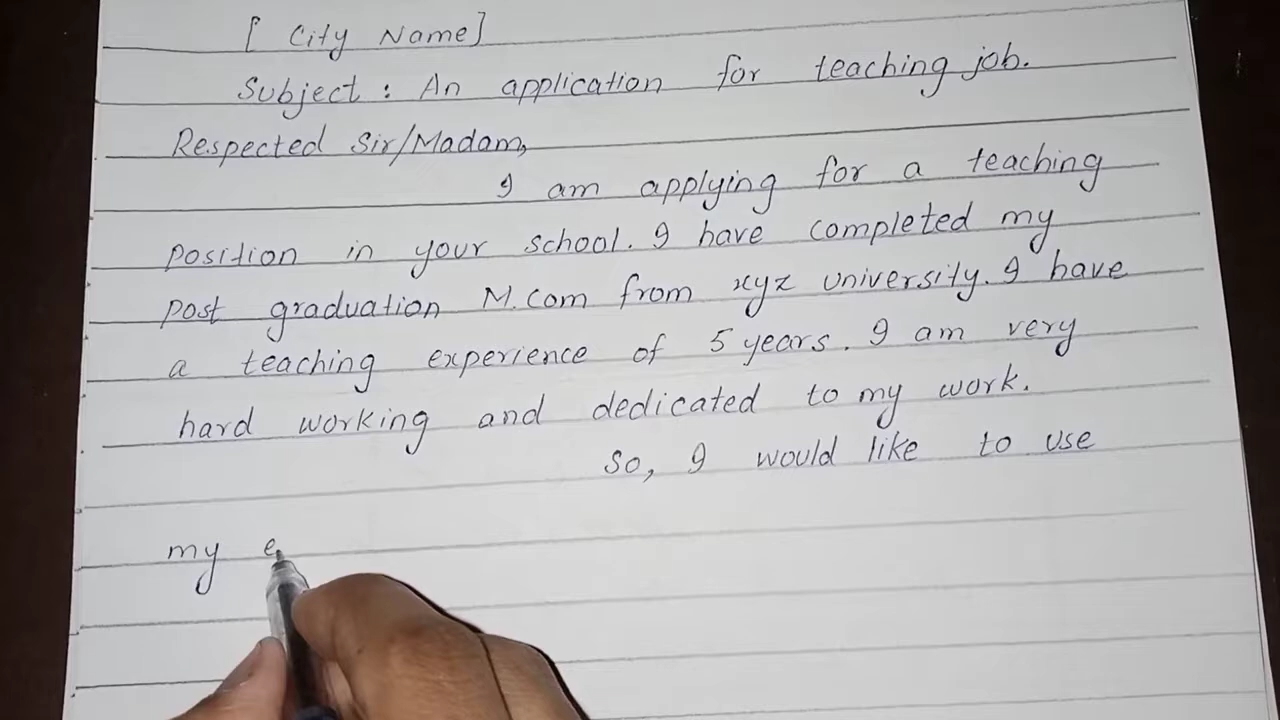 [ City Name]
Subject : An application for teaching job.
Respected Sir/Madam,
I am applying for a teaching
position in your school. I have completed my
post graduation M.com from xyz university. I have
a teaching experience of 5 years. I am very
hard working and dedicated to my work.
So, I would like to use
my e